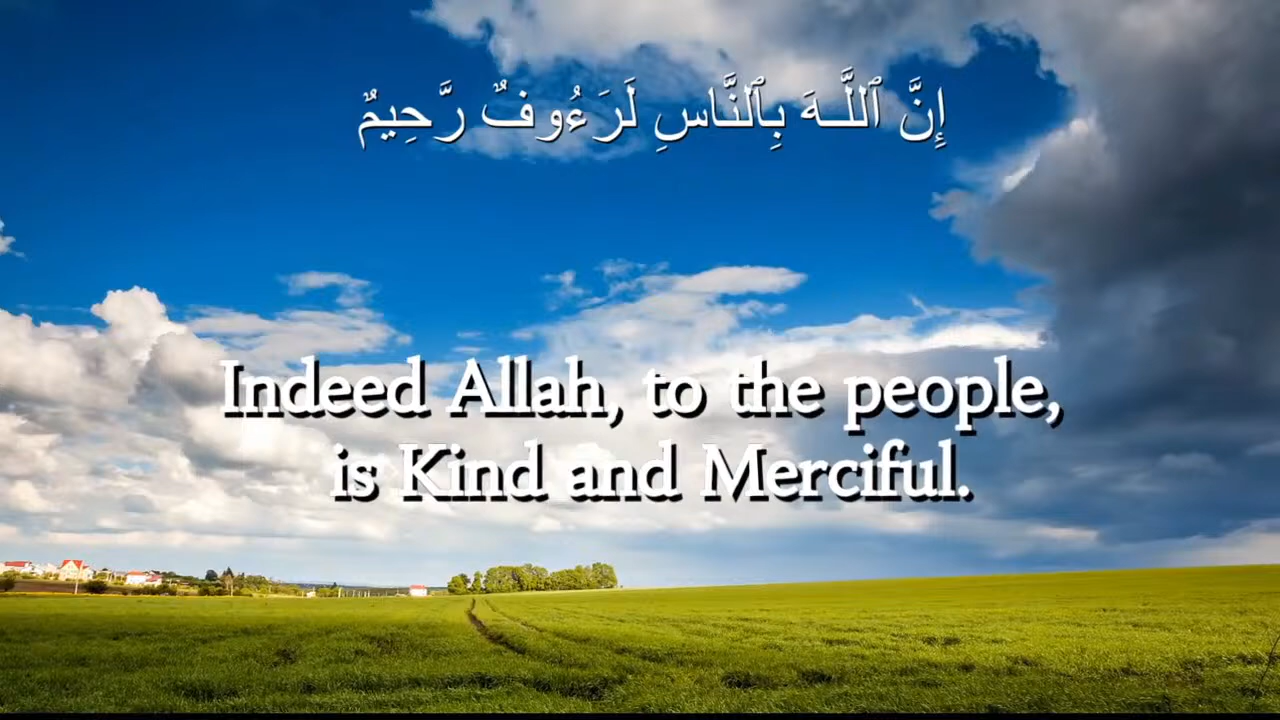 إِنَّ ٱللَّـهَ بِٱلنَّاسِ لَرَءُوفٌ رَّحِيمٌ
Indeed Allah, to the people,
is Kind and Merciful.